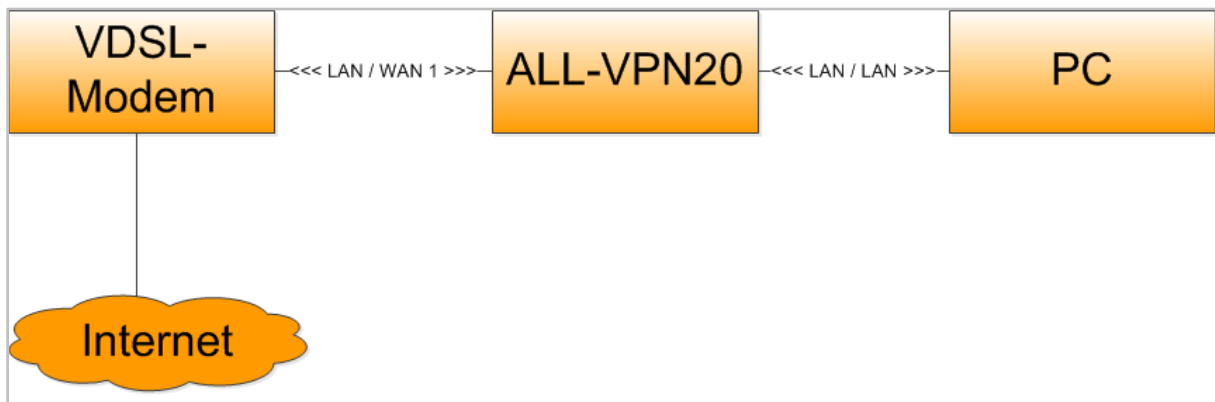 VDSL-
Modem
<<< LAN / WAN 1 >>>
ALL-VPN20
<<< LAN / LAN >>>
PC
Internet